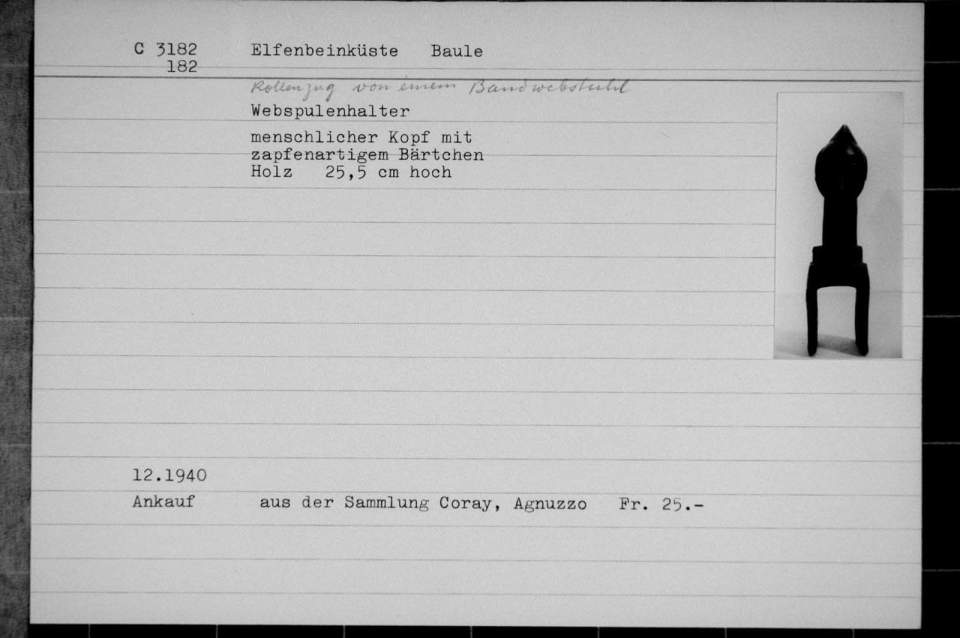 C 3182 Elfenbeinküste Baule
182
Rollenzug von einem Bandwebstuhl
Webspulenhalter
menschlicher Kopf mit
zapfenartigem Bärtchen
Holz 25,5 cm hoch
12.1940
Ankauf aus der Sammlung Coray, Agnuzzo Fr. 25.-